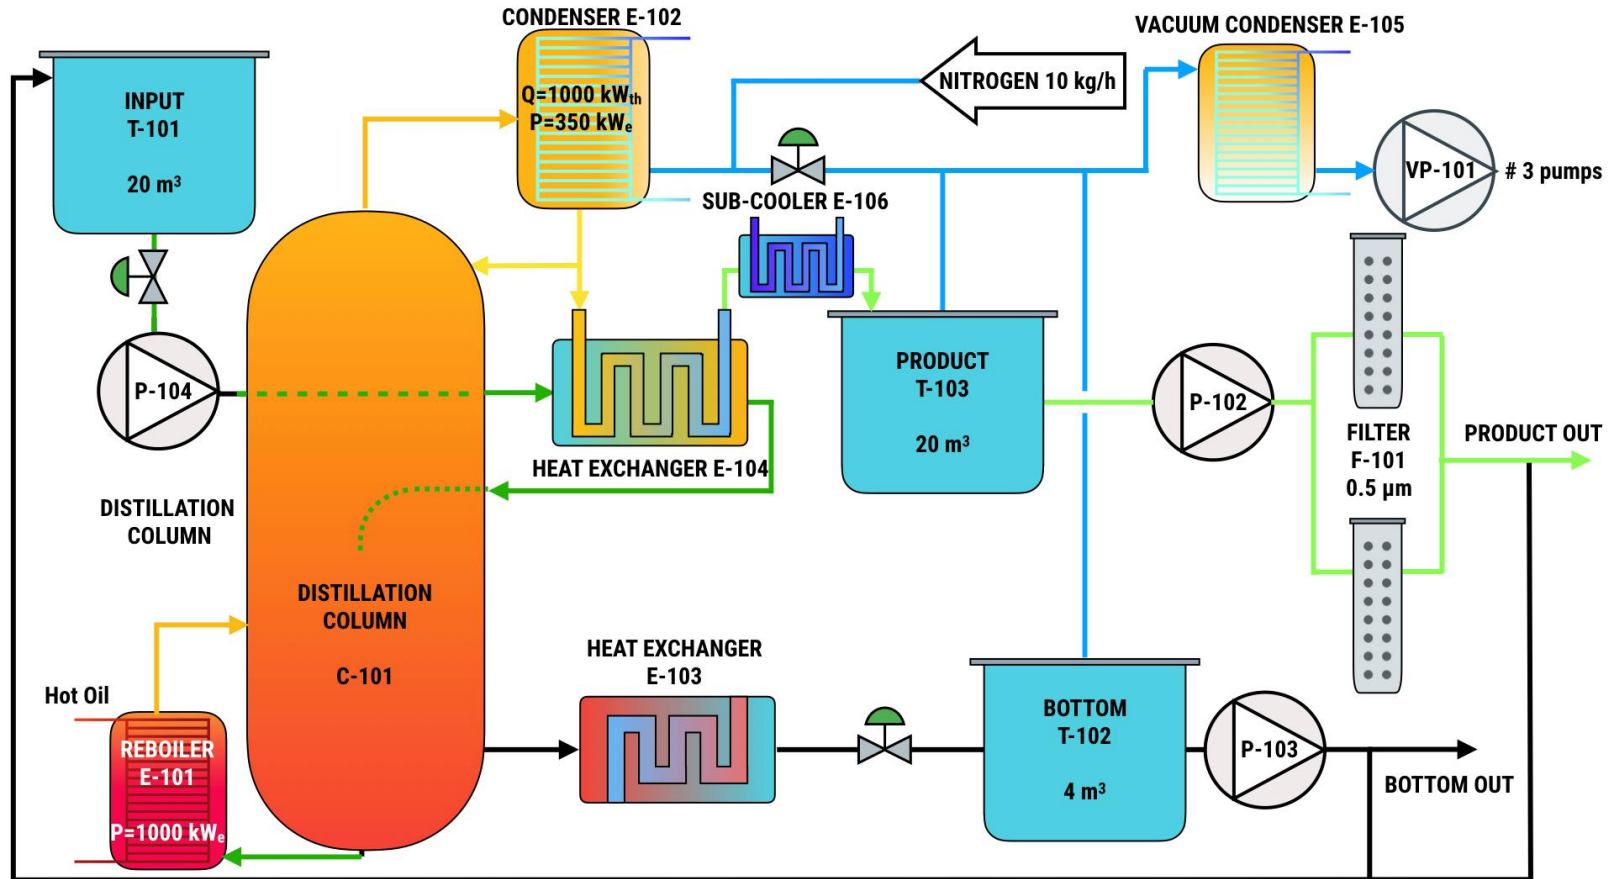 CONDENSER E-102
VACUUM CONDENSER E-105
INPUT
T-101
20 m³
Q=1000 kWth
P=350 kWe
NITROGEN 10 kg/h
VP-101
# 3 pumps
SUB-COOLER E-106
P-104
PRODUCT
T-103
20 m³
P-102
FILTER
F-101
0.5 µm
PRODUCT OUT
HEAT EXCHANGER E-104
DISTILLATION
COLUMN
DISTILLATION
COLUMN
C-101
HEAT EXCHANGER
E-103
Hot Oil
REBOILER
E-101
P=1000 kWe
BOTTOM
T-102
4 m³
P-103
BOTTOM OUT